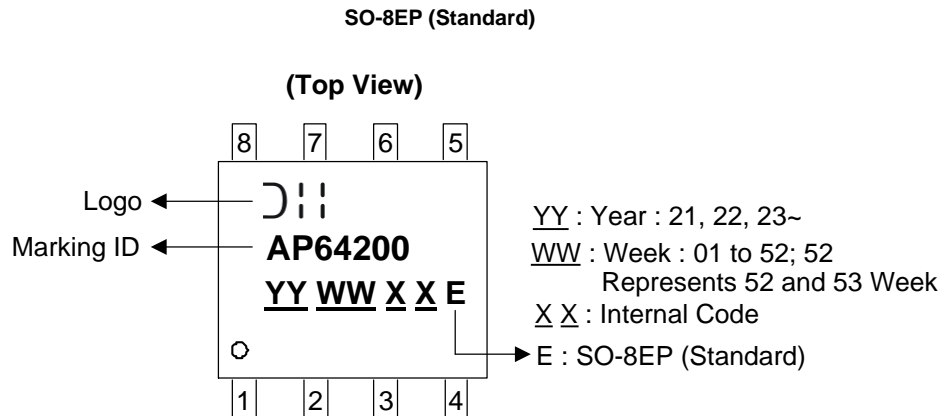 SO-8EP (Standard)
(Top View)
8 7 6 5
Logo
Marking ID
AP64200
YY WW X X E
YY : Year : 21, 22, 23~
WW : Week : 01 to 52; 52
Represents 52 and 53 Week
X X : Internal Code
E : SO-8EP (Standard)
1 2 3 4